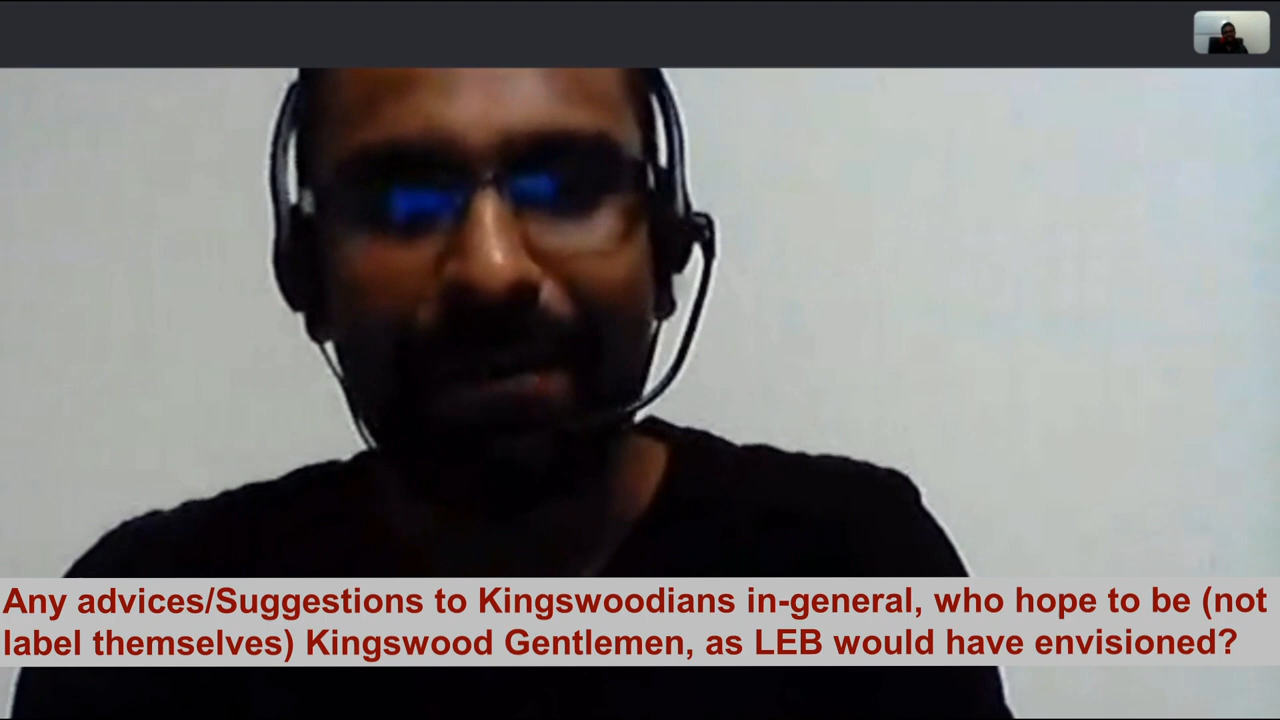 Any advices/Suggestions to Kingswoodians in-general, who hope to be (not
label themselves) Kingswood Gentlemen, as LEB would have envisioned?